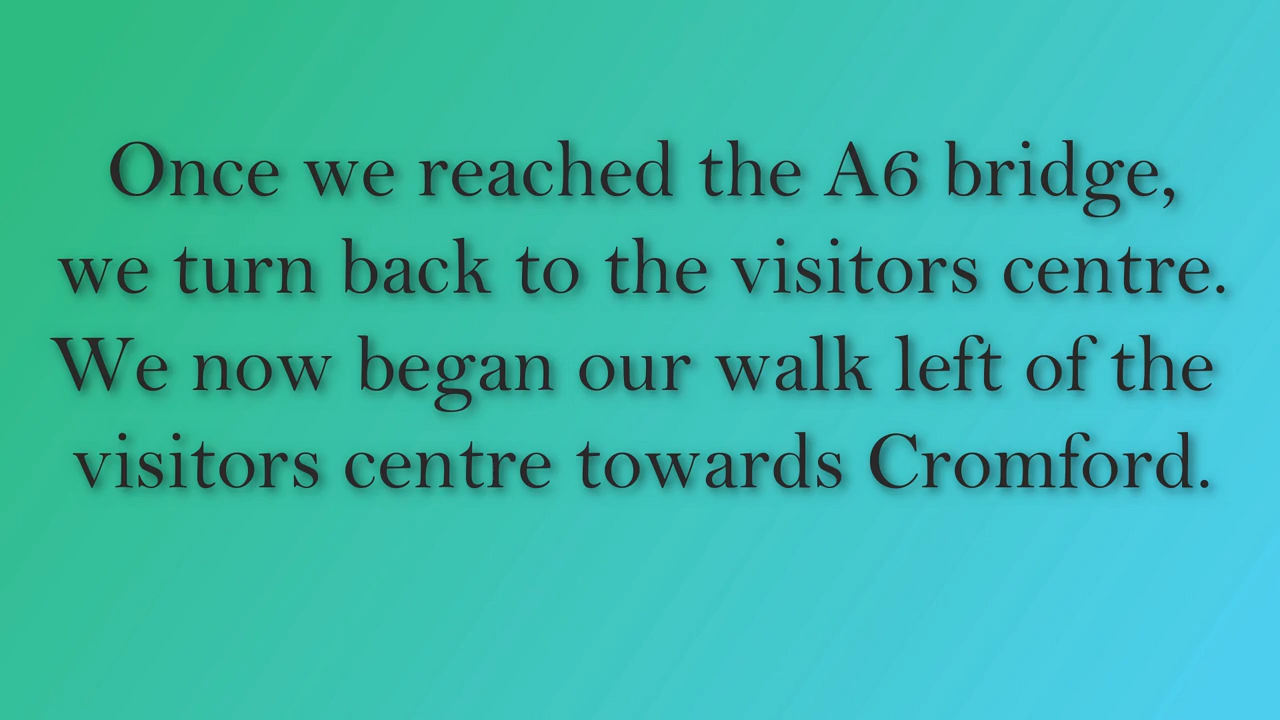 Once we reached the A6 bridge,
we turn back to the visitors centre.
We now began our walk left of the
visitors centre towards Cromford.